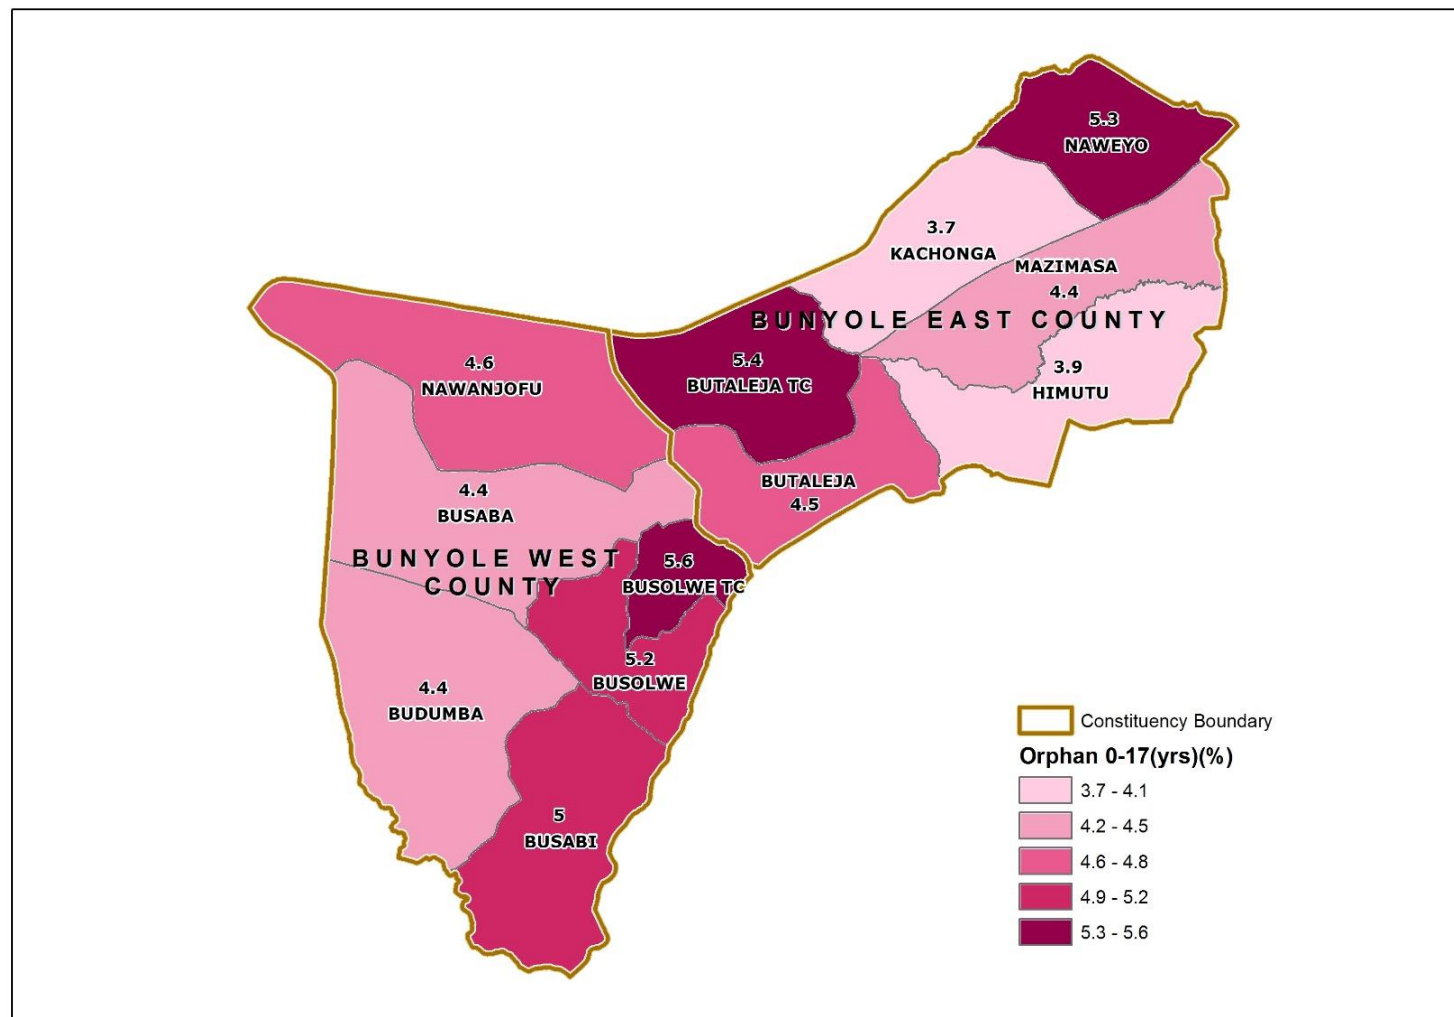 5.3
NAWEYO
3.7
KACHONGA
MAZIMASA
4.4
BUNYOLE EAST COUNTY
3.9
HIMUTU
5.4
BUTALEJA TC
4.6
NAWANJOFU
BUTALEJA
4.5
4.4
BUSABA
BUNYOLE WEST
COUNTY
5.6
BUSOLWE TC
5.2
BUSOLWE
4.4
BUDUMBA
5
BUSABI
Constituency Boundary
Orphan 0-17(yrs)(%)
3.7 - 4.1
4.2 - 4.5
4.6 - 4.8
4.9 - 5.2
5.3 - 5.6